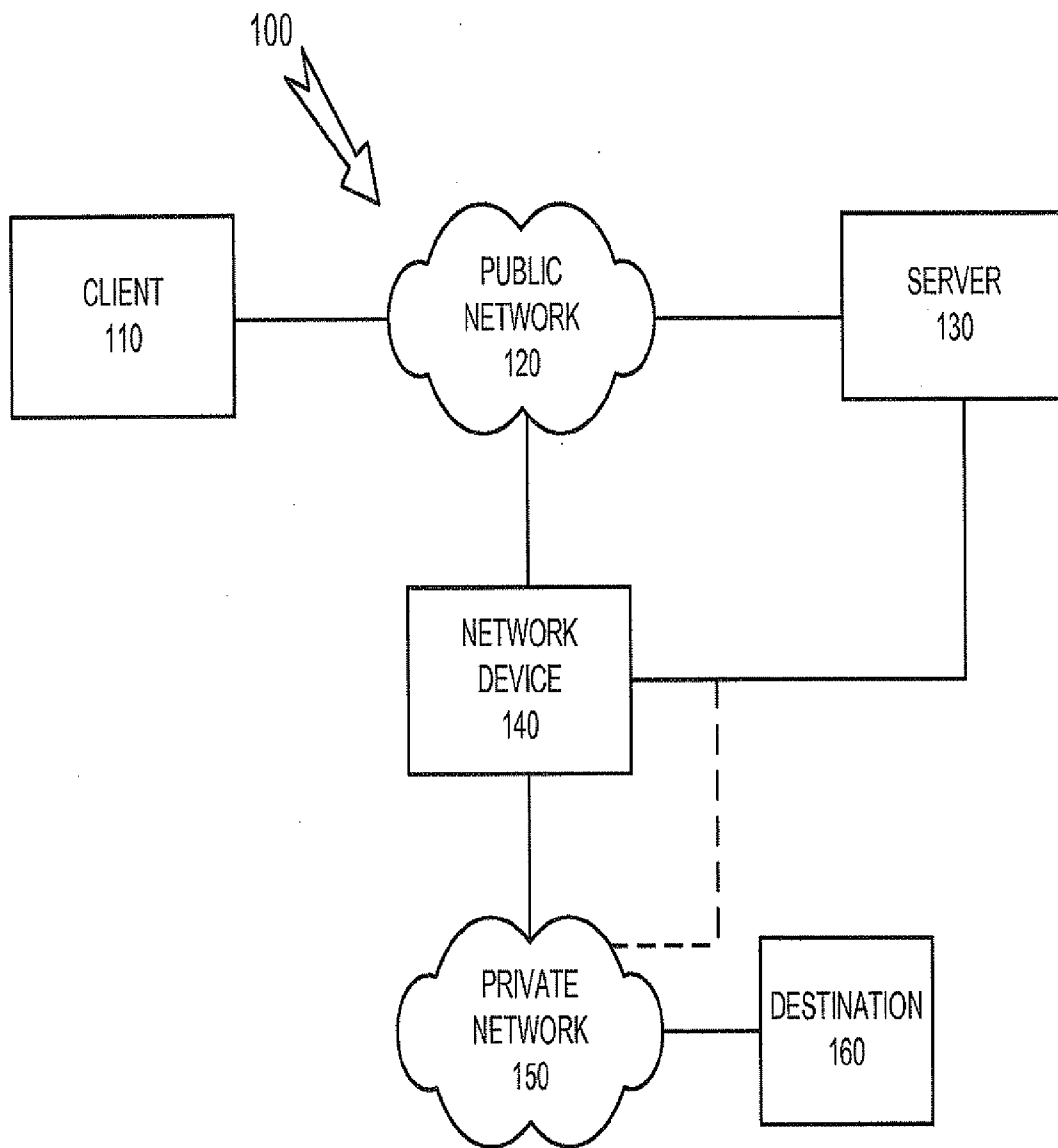 100
CLIENT
110
PUBLIC
NETWORK
120
SERVER
130
NETWORK
DEVICE
140
PRIVATE
NETWORK
150
DESTINATION
160